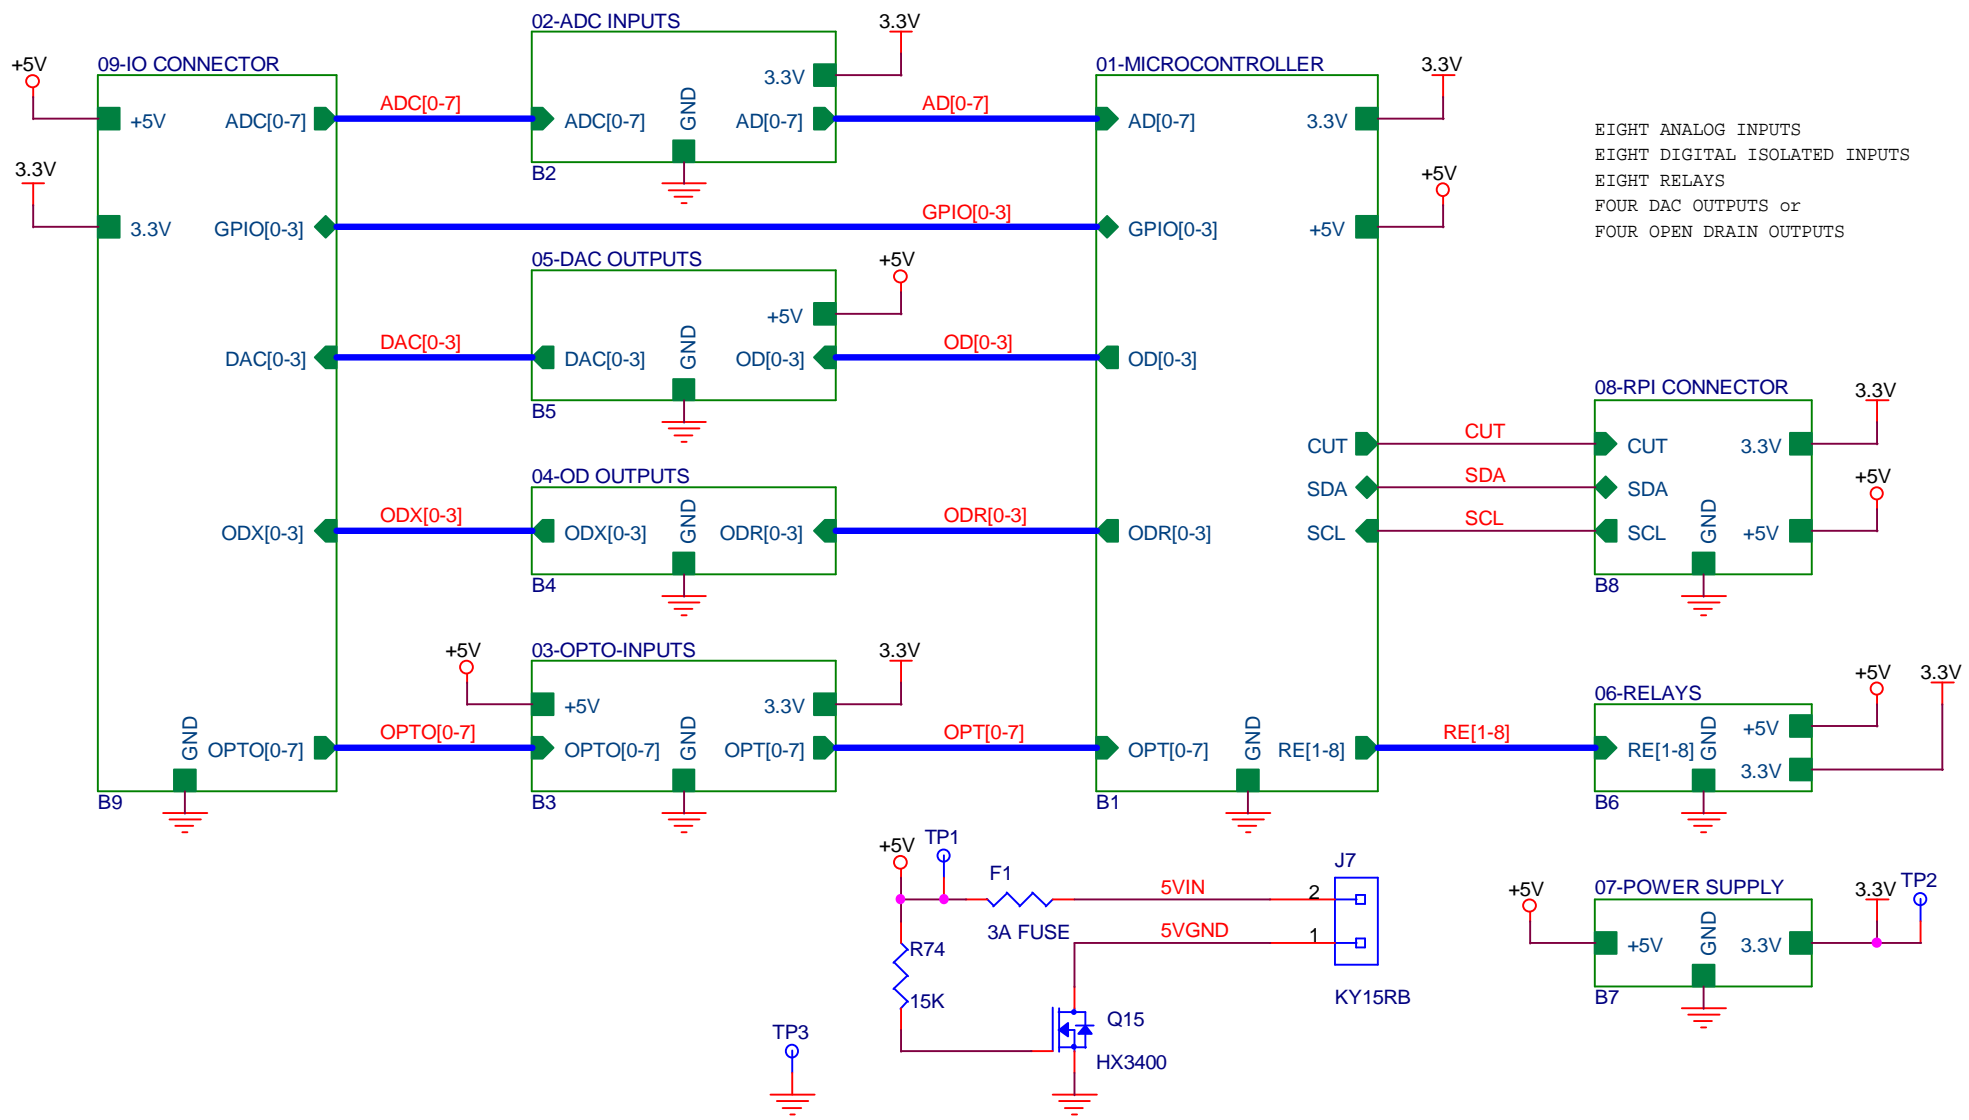 02-ADC INPUTS
3.3V
+5V
09-IO CONNECTOR
3.3V
01-MICROCONTROLLER
3.3V
+5V
ADC[0-7]
ADC[0-7]
ADC[0-7]
GND
AD[0-7]
AD[0-7]
AD[0-7]
3.3V
EIGHT ANALOG INPUTS
EIGHT DIGITAL ISOLATED INPUTS
EIGHT RELAYS
FOUR DAC OUTPUTS or
FOUR OPEN DRAIN OUTPUTS
3.3V
B2
+5V
3.3V
GPIO[0-3]
GPIO[0-3]
GPIO[0-3]
+5V
05-DAC OUTPUTS
+5V
+5V
DAC[0-3]
DAC[0-3]
DAC[0-3]
GND
OD[0-3]
OD[0-3]
OD[0-3]
B5
08-RPI CONNECTOR
3.3V
CUT
CUT
CUT
3.3V
04-OD OUTPUTS
SDA
SDA
SDA
+5V
ODX[0-3]
ODX[0-3]
ODX[0-3]
GND
ODR[0-3]
ODR[0-3]
ODR[0-3]
SCL
SCL
SCL
GND
+5V
B4
B8
+5V
03-OPTO-INPUTS
3.3V
+5V
3.3V
+5V
3.3V
06-RELAYS
GND
OPTO[0-7]
OPTO[0-7]
OPTO[0-7]
GND
OPT[0-7]
OPT[0-7]
OPT[0-7]
GND
RE[1-8]
RE[1-8]
RE[1-8]
GND
+5V
3.3V
B9
B3
B1
B6
+5V
TP1
F1
3A FUSE
5VIN
5VGND
J7
2
1
KY15RB
R74
15K
Q15
HX3400
TP3
+5V
07-POWER SUPPLY
3.3V
TP2
+5V
GND
3.3V
B7